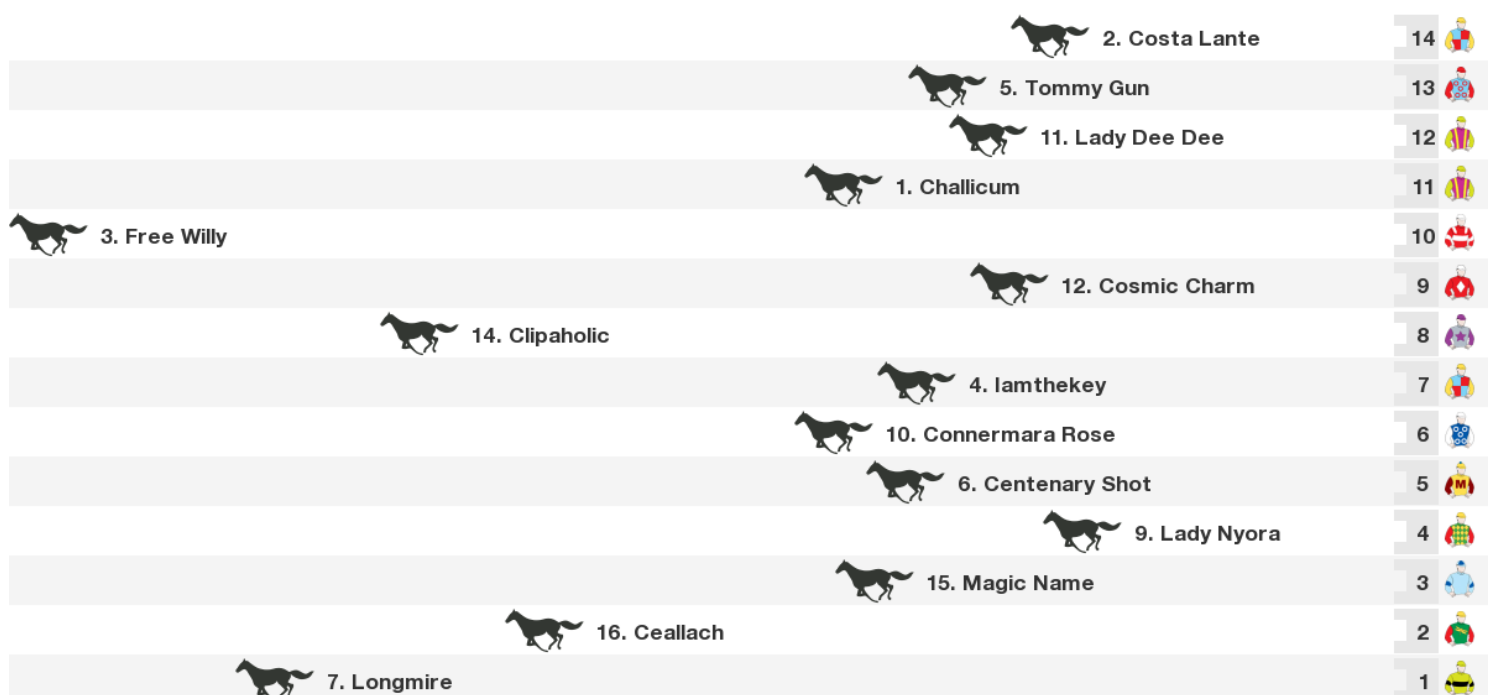 2. Costa Lante 14
5. Tommy Gun 13
11. Lady Dee Dee 12
1. Challicum 11
3. Free Willy 10
12. Cosmic Charm 9
14. Clipaholic 8
4. Iamthekey 7
10. Connermara Rose 6
6. Centenary Shot 5
M
9. Lady Nyora 4
15. Magic Name 3
16. Ceallach 2
7. Longmire 1